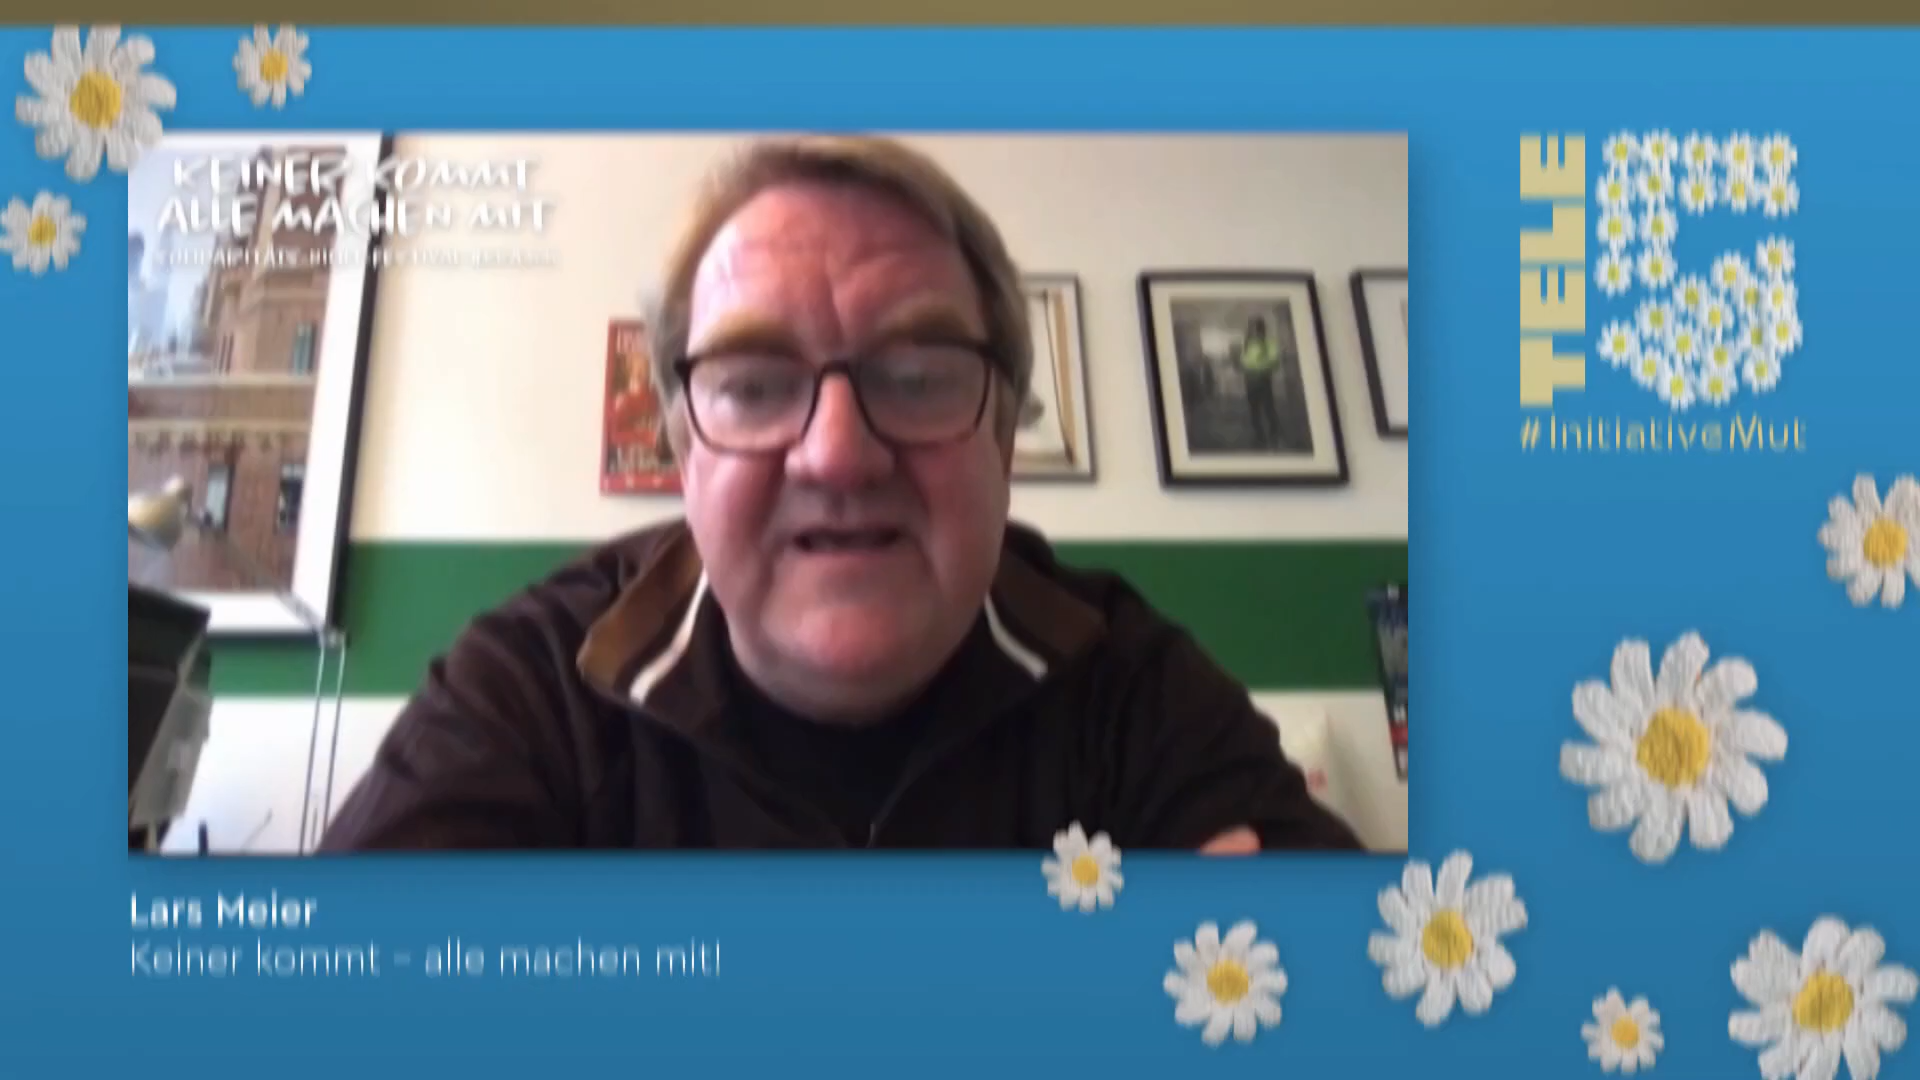 KEINER KOMMT
ALLE MACHEN MIT
TELE 5
#InitiativeMut
Lars Meier
Keiner kommt – alle machen mit!